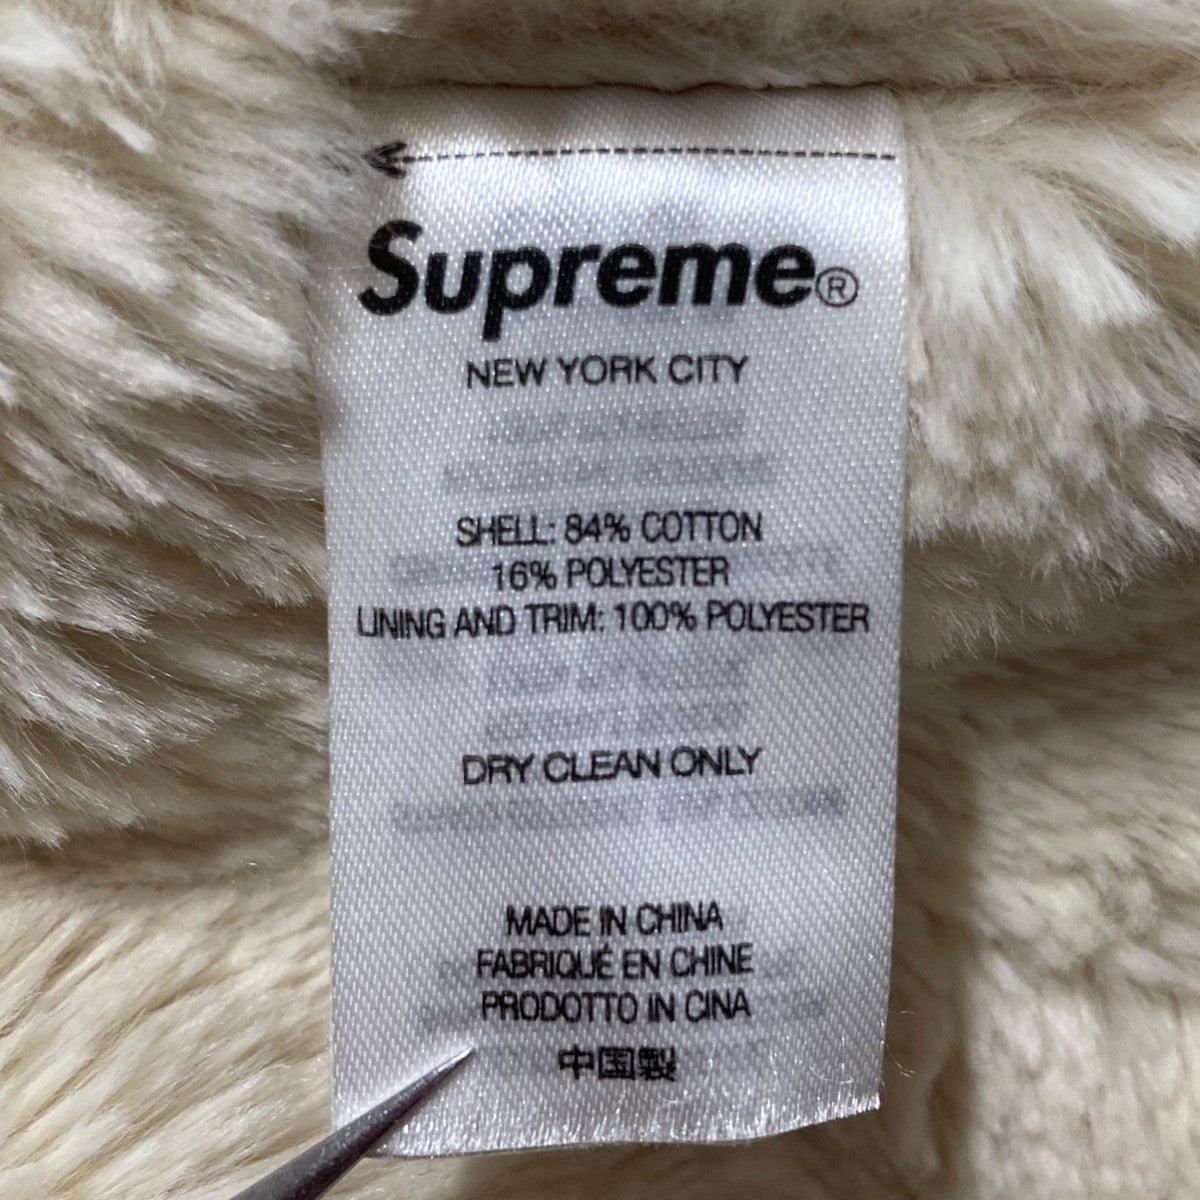 Supreme®
NEW YORK CITY
SHELL: 84% COTTON
16% POLYESTER
LINING AND TRIM: 100% POLYESTER
DRY CLEAN ONLY
MADE IN CHINA
FABRIQUÉ EN CHINE
PRODOTTO IN CINA
中国製